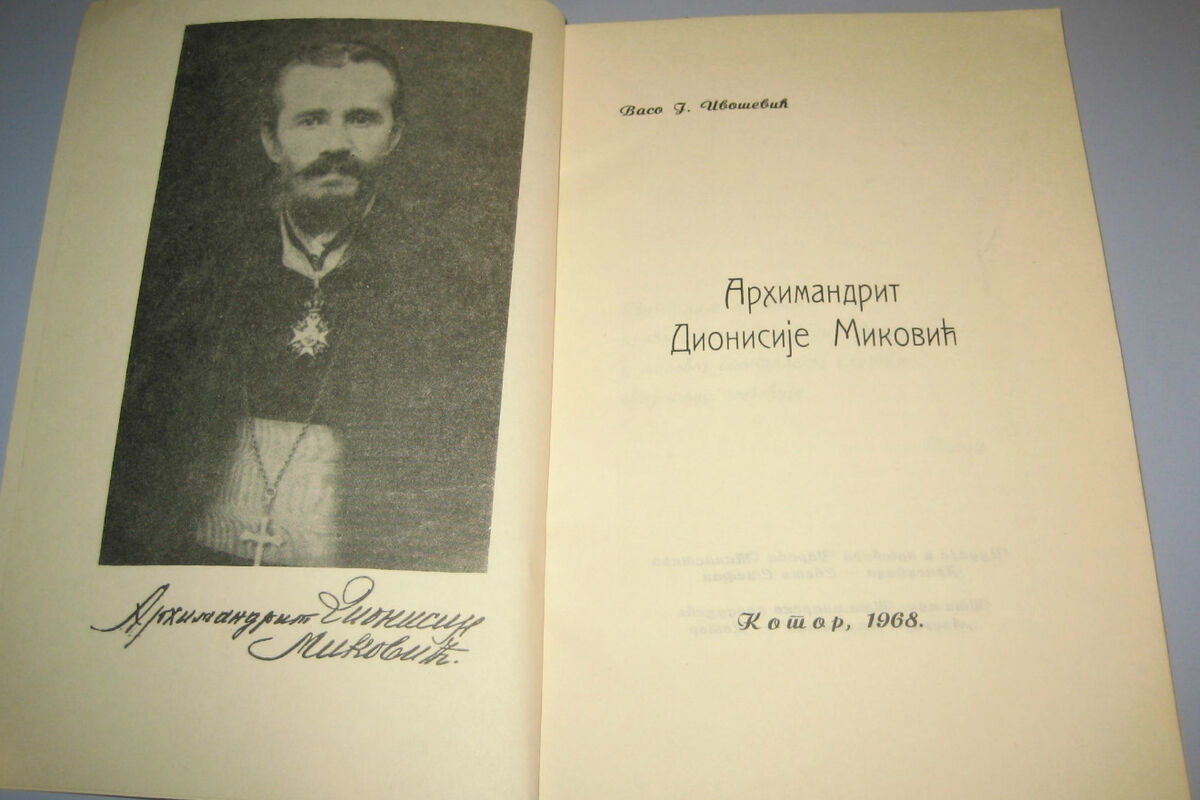 Архимандрит Дионисије
Миковић.
Васо Ј. Ивошевић
Архимандрит
Дионисије Миковић
Котор, 1968.